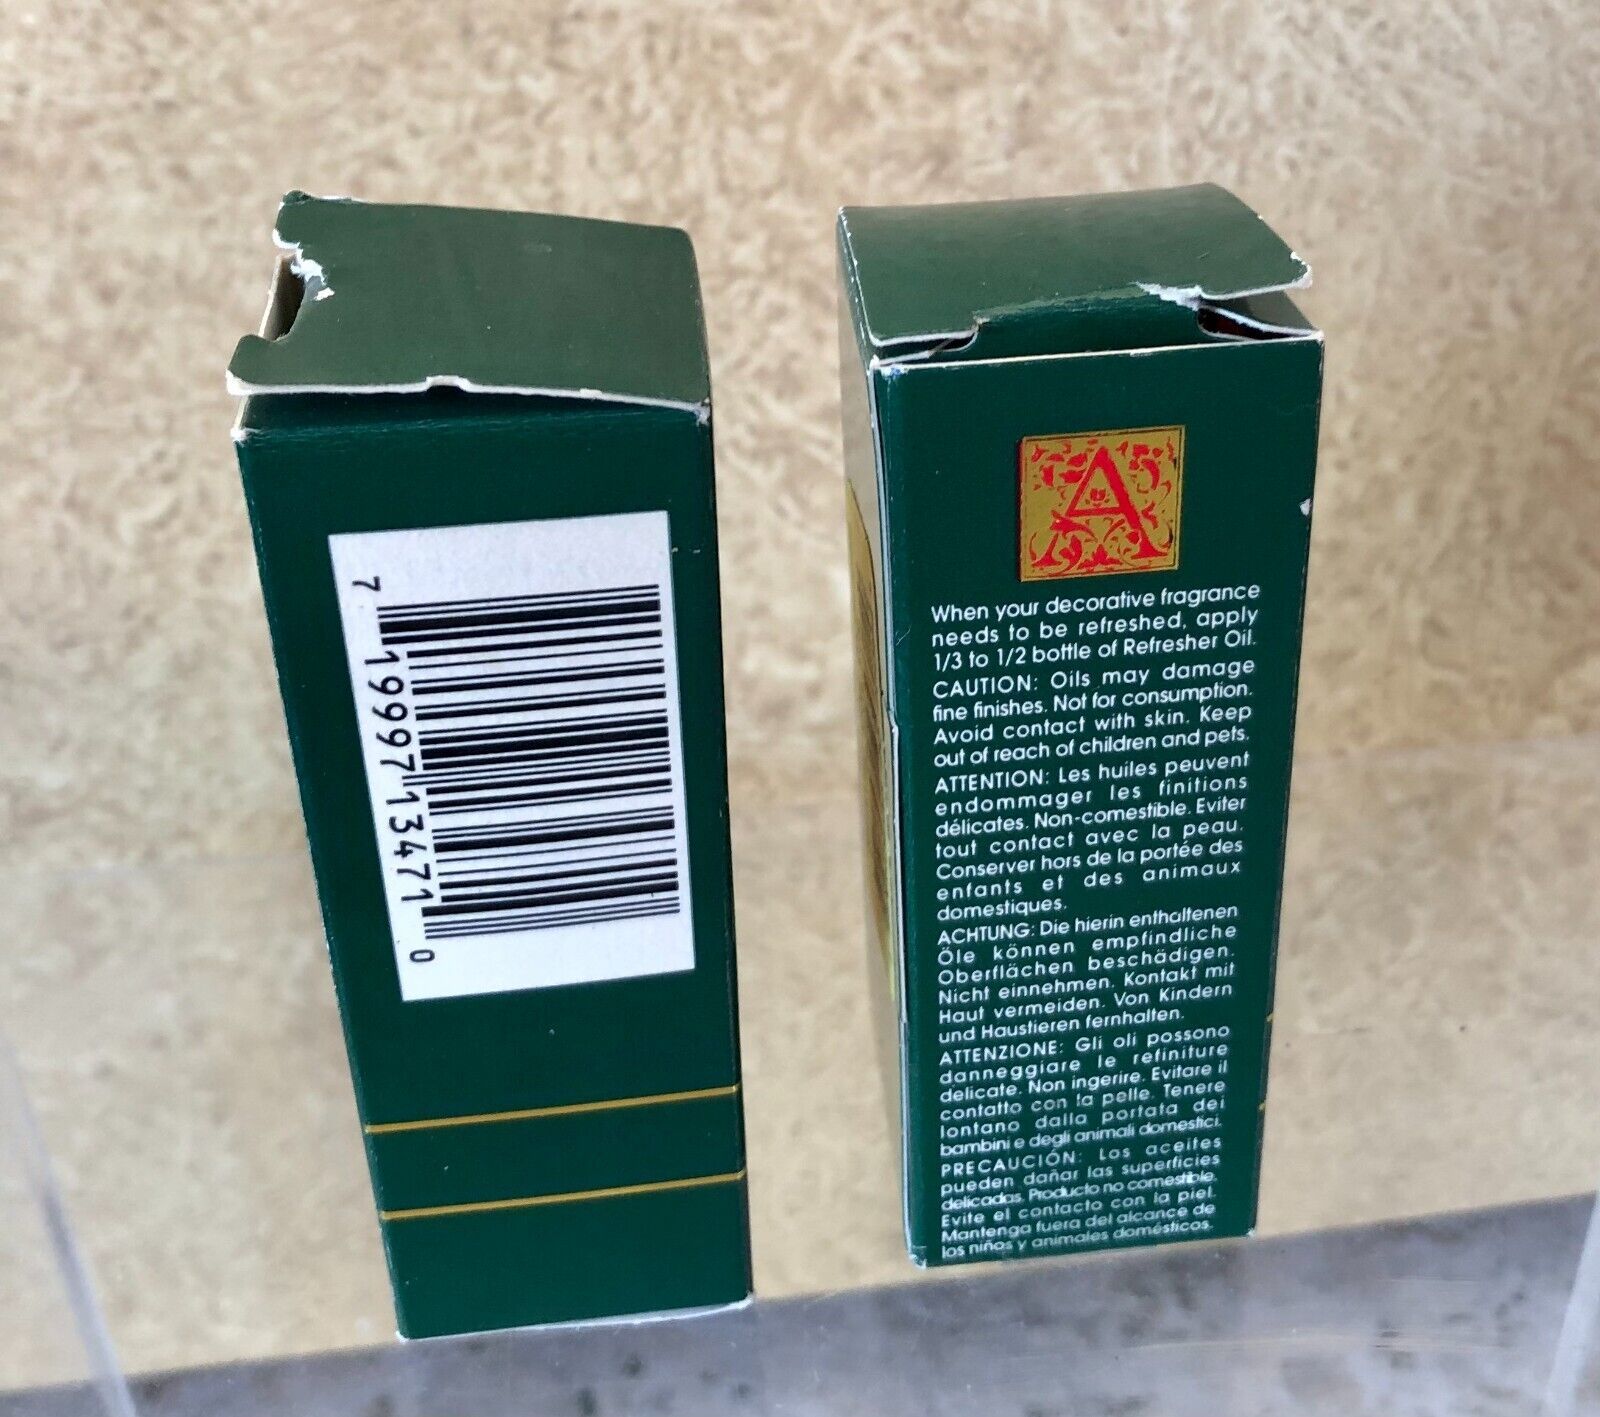 7 19997 13471 0
A
When your decorative fragrance
needs to be refreshed, apply
1/3 to 1/2 bottle of Refresher Oil.
CAUTION: Oils may damage
fine finishes. Not for consumption.
Avoid contact with skin. Keep
out of reach of children and pets.
ATTENTION: Les huiles peuvent
endommager les finitions
délicates. Non-comestible. Eviter
tout contact avec la peau.
Conserver hors de la portée des
enfants et des animaux
domestiques.
ACHTUNG: Die hierin enthaltenen
Öle können empfindliche
Oberflächen beschädigen.
Nicht einnehmen. Kontakt mit
Haut vermeiden. Von Kindern
und Haustieren fernhalten.
ATTENZIONE: Gli oli possono
danneggiare le refiniture
delicate. Non ingerire. Evitare il
contatto con la pelle. Tenere
lontano dalla portata dei
bambini e degli animali domestici.
PRECAUCIÓN: Los aceites
pueden dañar las superficies
delicadas. Producto no comestible.
Evite el contacto con la piel.
Mantenga fuera del alcance de
los niños y animales domésticos.